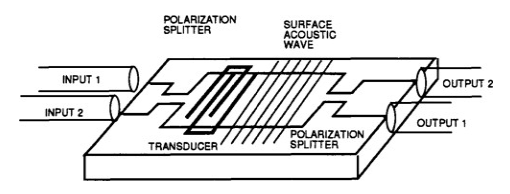 POLARIZATION
SPLITTER
SURFACE
ACOUSTIC
WAVE
INPUT 1
OUTPUT 2
INPUT 2
OUTPUT 1
TRANSDUCER
POLARIZATION
SPLITTER